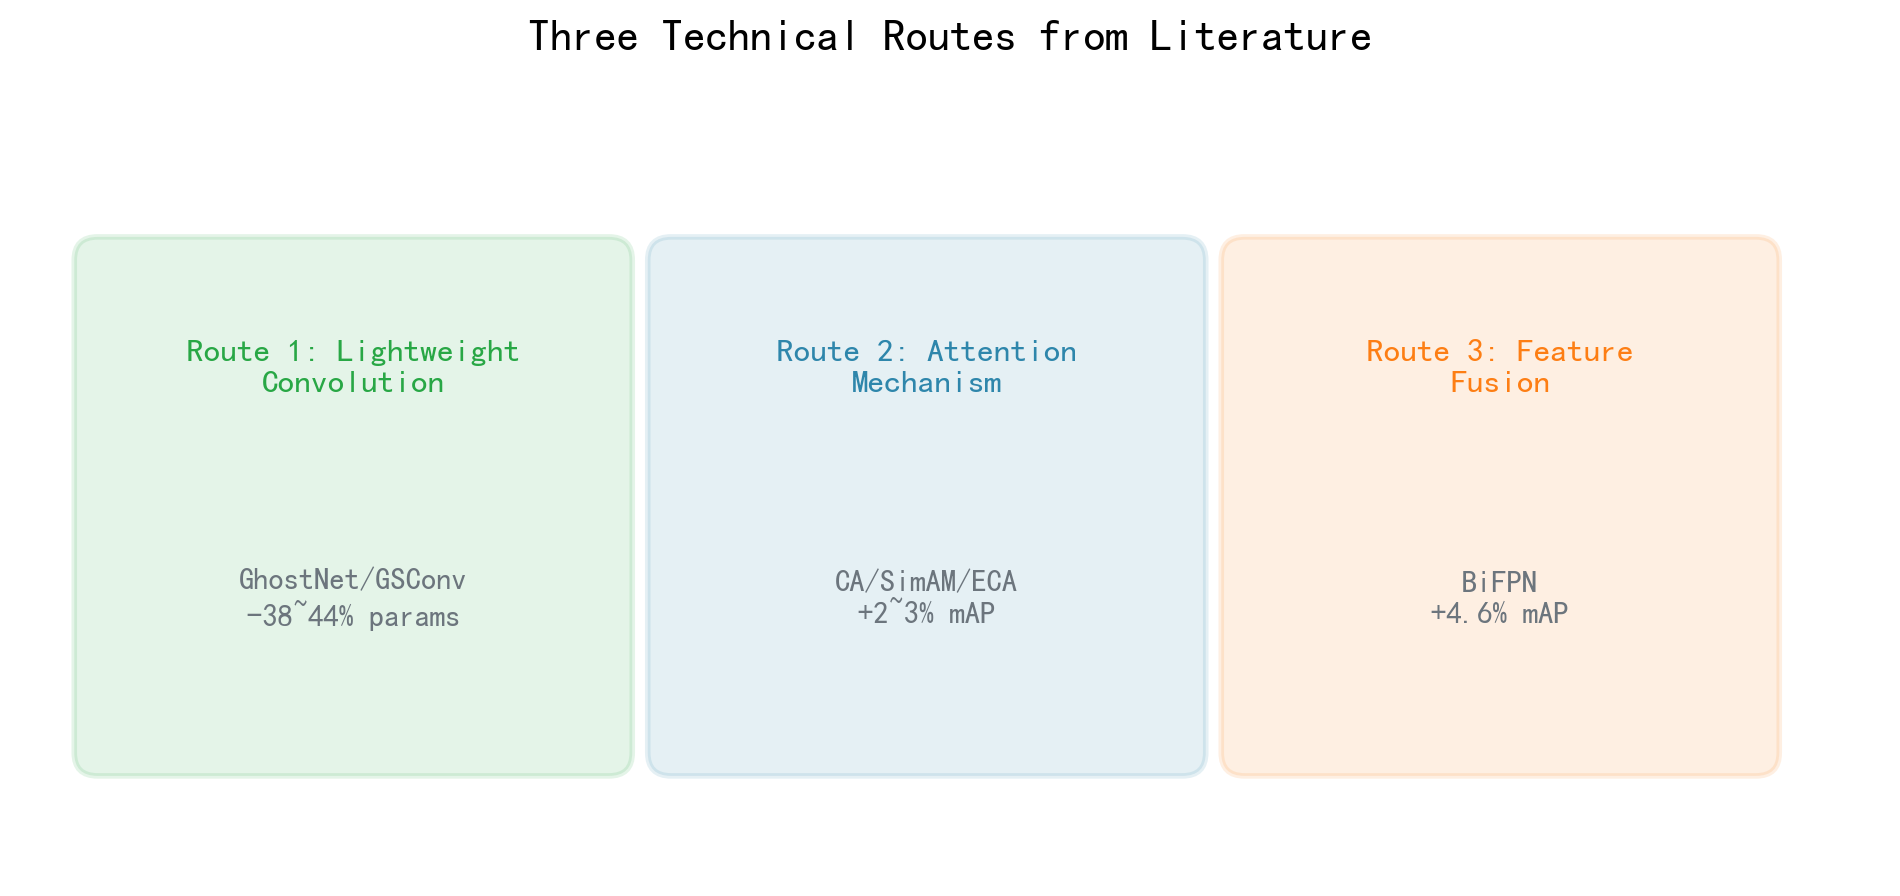 Three Technical Routes from Literature
Route 1: Lightweight
Convolution
GhostNet/GSConv
-38~44% params
Route 2: Attention
Mechanism
CA/SimAM/ECA
+2~3% mAP
Route 3: Feature
Fusion
BiFPN
+4.6% mAP